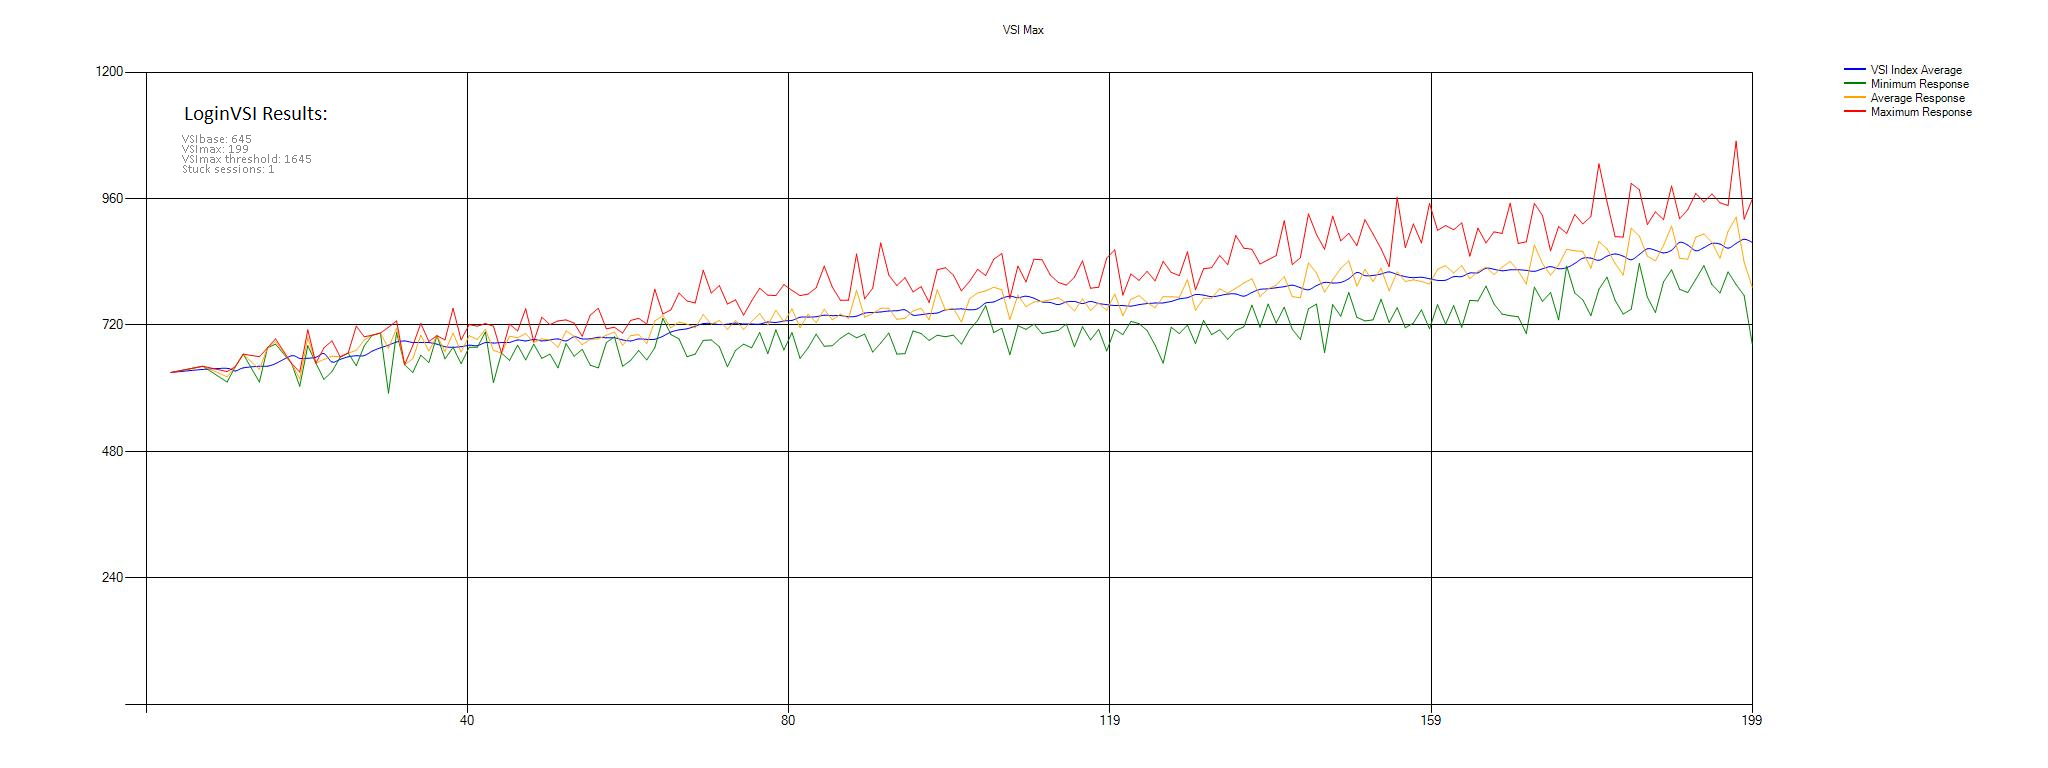 VSI Max
1200
960
720
480
240
LoginVSI Results:
VSIbase: 645
VSImax: 199
VSImax threshold: 1645
Stuck sessions: 1
VSI Index Average
Minimum Response
Average Response
Maximum Response
40
80
119
159
199